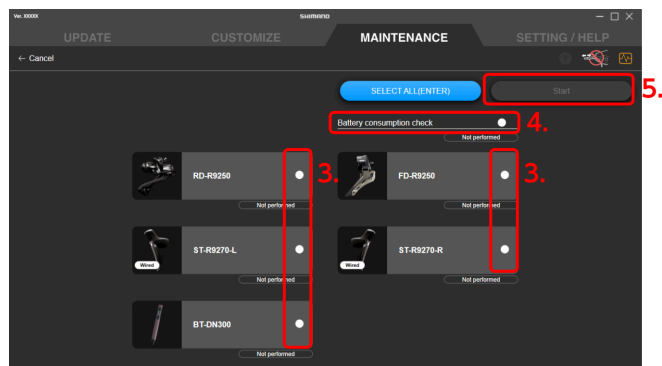 Ver. XXXXX
SHIMANO
UPDATE
CUSTOMIZE
MAINTENANCE
SETTING / HELP
← Cancel
SELECT ALL(ENTER)
Start
5.
Battery consumption check
4.
Not performed
RD-R9250
3.
Not performed
FD-R9250
3.
Not performed
Wired
ST-R9270-L
Not performed
Wired
ST-R9270-R
Not performed
BT-DN300
Not performed